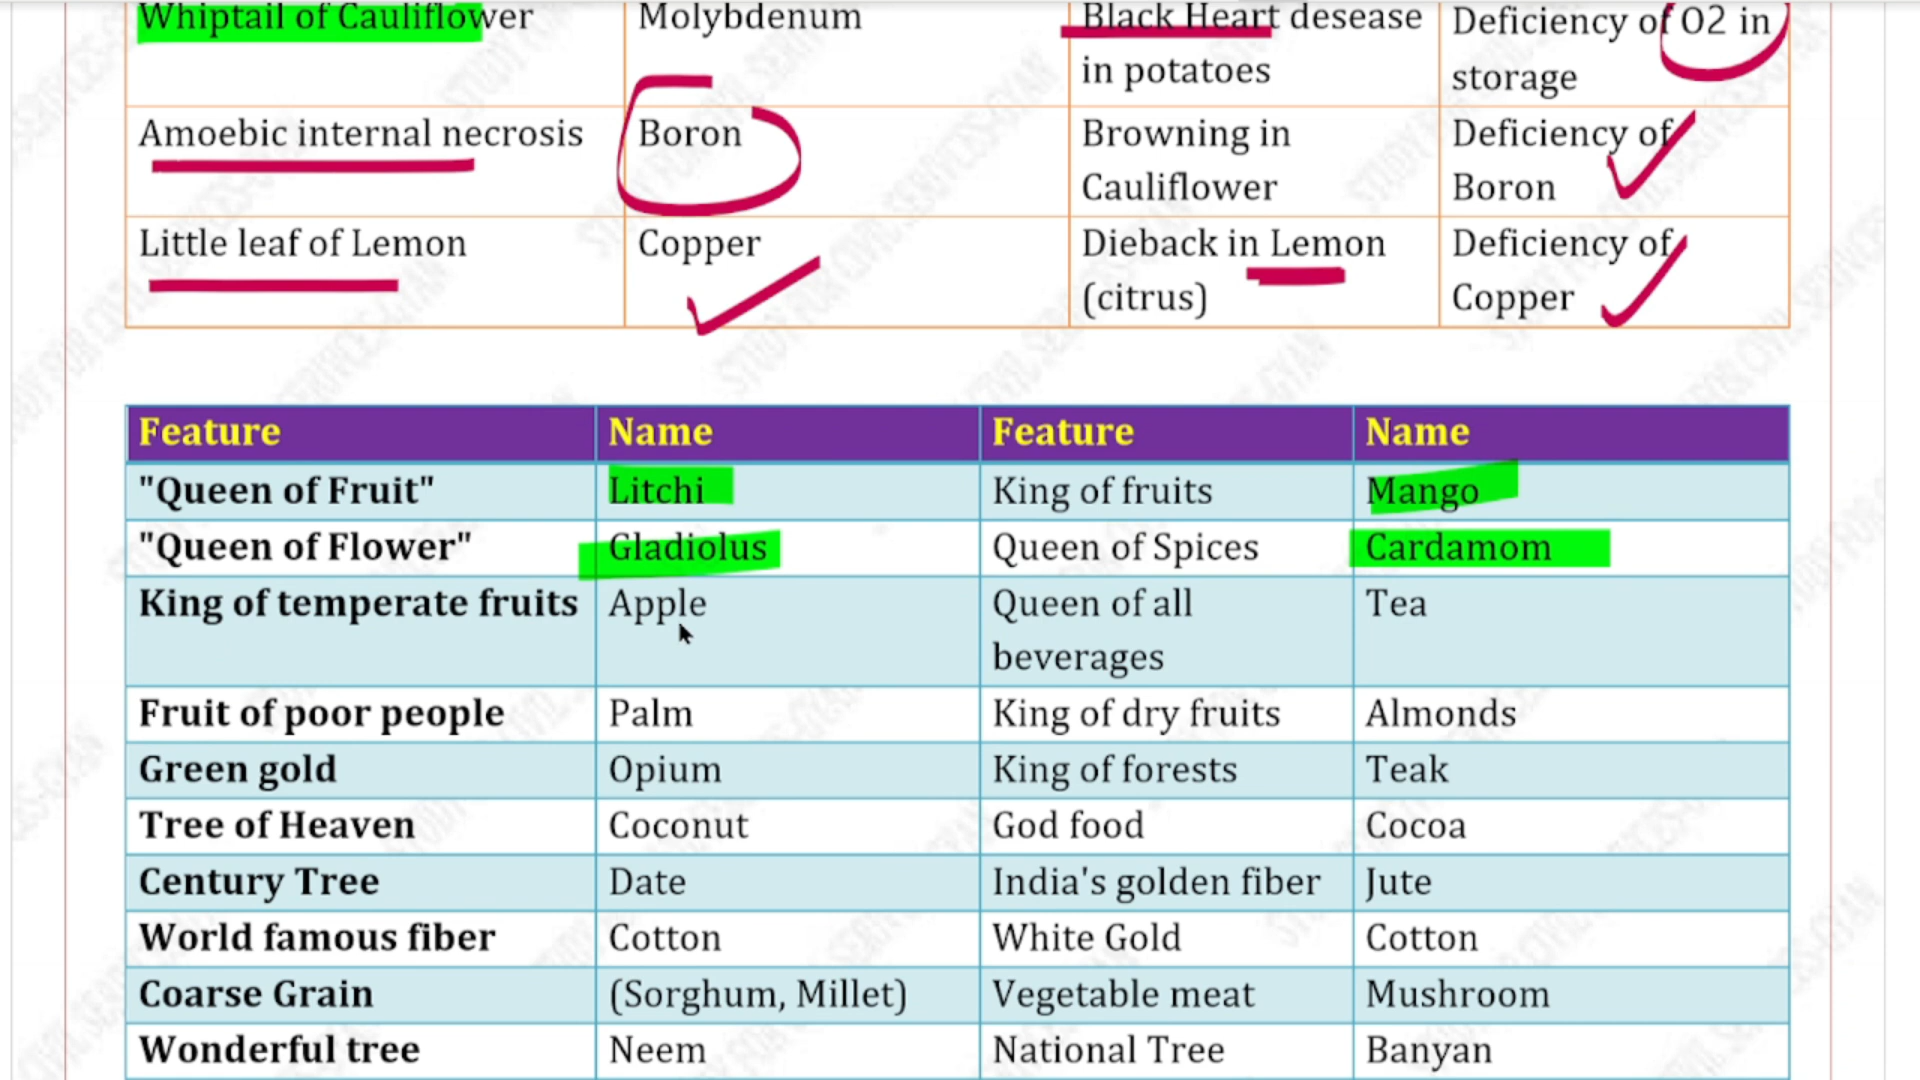 Whiptail of Cauliflower Molybdenum Black Heart desease Deficiency of O2 in
in potatoes storage
Amoebic internal necrosis Boron Browning in Deficiency of
Cauliflower Boron
Little leaf of Lemon Copper Dieback in Lemon Deficiency of
(citrus) Copper
Feature Name Feature Name
"Queen of Fruit" Litchi King of fruits Mango
"Queen of Flower" Gladiolus Queen of Spices Cardamom
King of temperate fruits Apple Queen of all Tea
beverages
Fruit of poor people Palm King of dry fruits Almonds
Green gold Opium King of forests Teak
Tree of Heaven Coconut God food Cocoa
Century Tree Date India's golden fiber Jute
World famous fiber Cotton White Gold Cotton
Coarse Grain (Sorghum, Millet) Vegetable meat Mushroom
Wonderful tree Neem National Tree Banyan